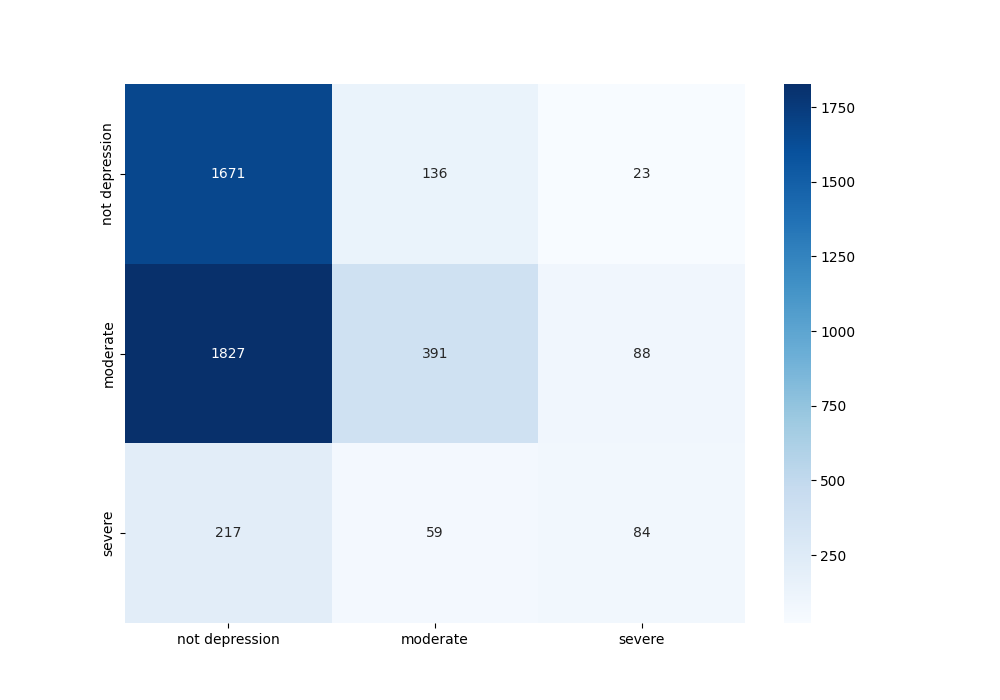 not depression
1671 136 23
moderate
1827 391 88
severe
217 59 84
not depression moderate severe
1750
1500
1250
1000
750
500
250